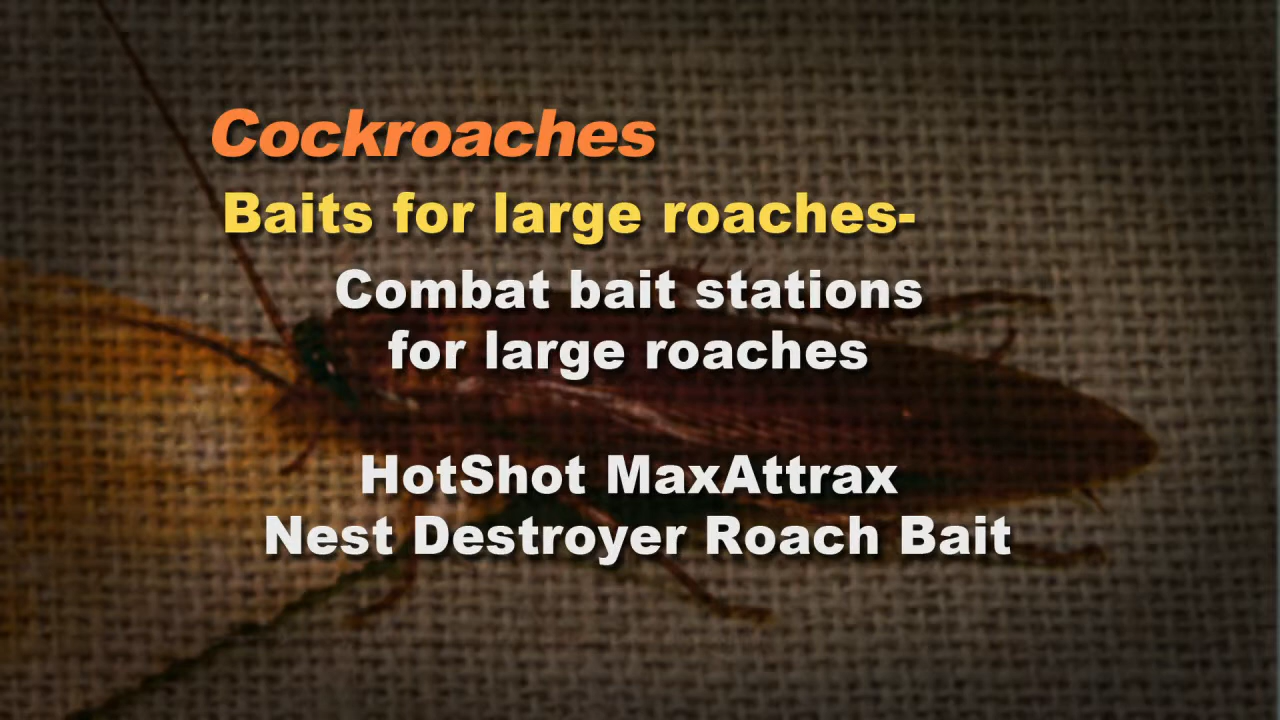 Cockroaches
Baits for large roaches-
Combat bait stations
for large roaches
HotShot MaxAttrax
Nest Destroyer Roach Bait